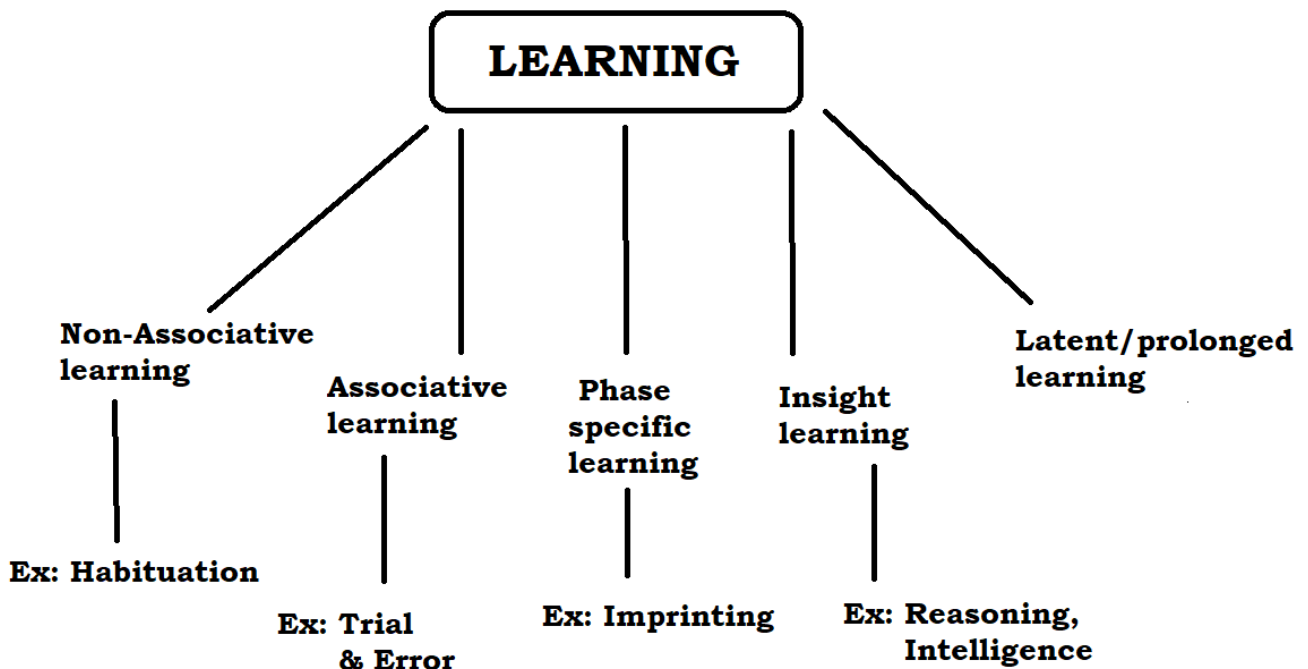 LEARNING
Non-Associative
learning
Associative
learning
Phase
specific
learning
Insight
learning
Latent/prolonged
learning
Ex: Habituation
Ex: Trial
& Error
Ex: Imprinting
Ex: Reasoning,
Intelligence